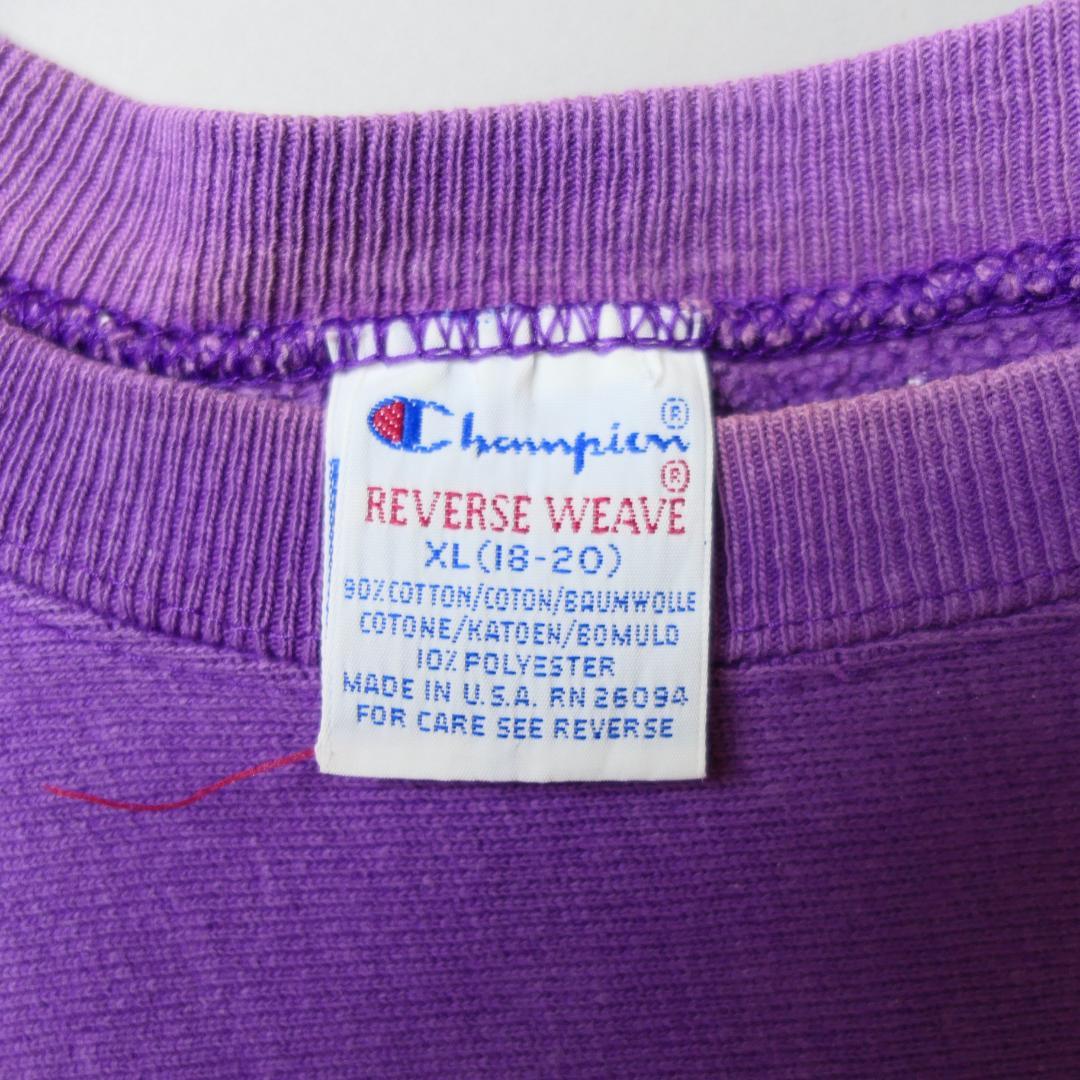 Champion®
REVERSE WEAVE®
XL(18-20)
90%COTTON/COTON/BAUMWOLLE
COTONE/KATOEN/BOMULD
10% POLYESTER
MADE IN U.S.A. RN 26094
FOR CARE SEE REVERSE